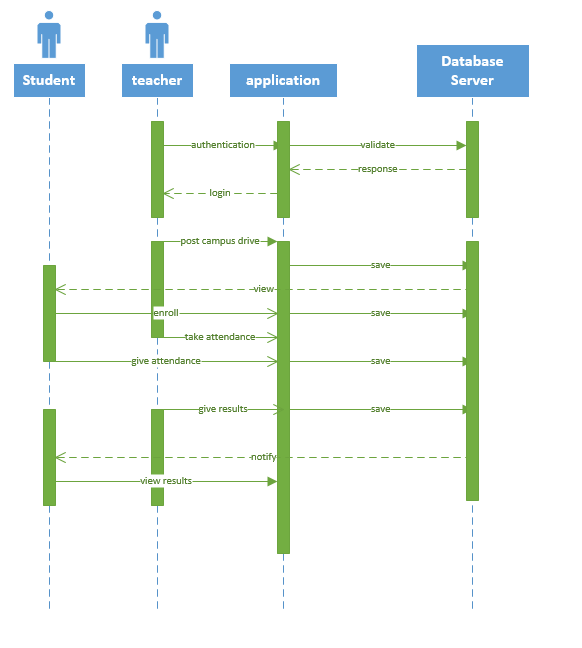 Student
teacher
application
Database
Server
authentication
validate
response
login
post campus drive
save
view
enroll
save
take attendance
give attendance
save
give results
save
notify
view results